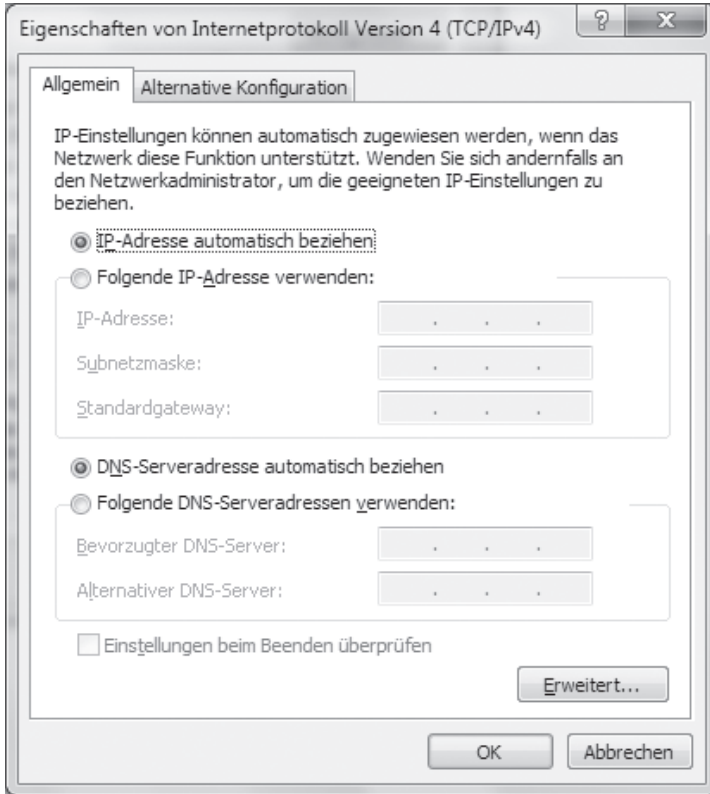 Eigenschaften von Internetprotokoll Version 4 (TCP/IPv4)
Allgemein
Alternative Konfiguration
IP-Einstellungen können automatisch zugewiesen werden, wenn das
Netzwerk diese Funktion unterstützt. Wenden Sie sich andernfalls an
den Netzwerkadministrator, um die geeigneten IP-Einstellungen zu
beziehen.
IP-Adresse automatisch beziehen
Folgende IP-Adresse verwenden:
IP-Adresse:
Subnetzmaske:
Standardgateway:
DNS-Serveradresse automatisch beziehen
Folgende DNS-Serveradressen verwenden:
Bevorzugter DNS-Server:
Alternativer DNS-Server:
Einstellungen beim Beenden überprüfen
Erweitert...
OK
Abbrechen